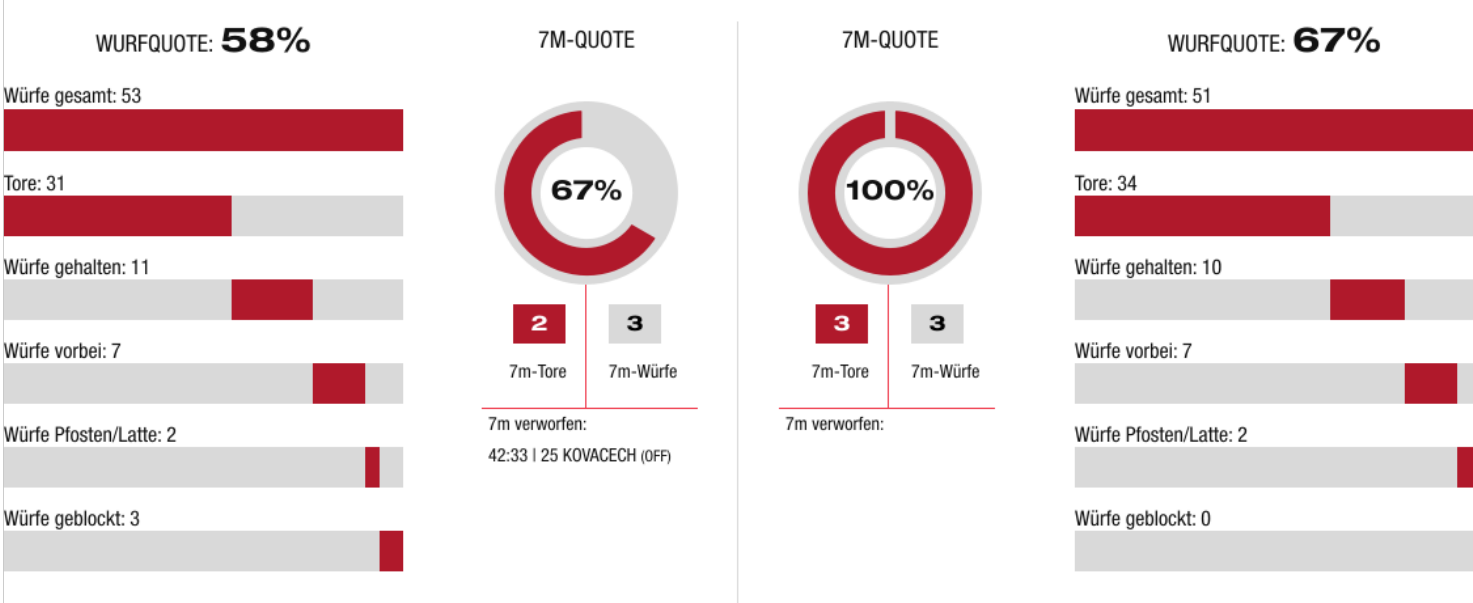 WURFQUOTE: 58%
Würfe gesamt: 53
Tore: 31
Würfe gehalten: 11
Würfe vorbei: 7
Würfe Pfosten/Latte: 2
Würfe geblockt: 3
7M-QUOTE
67%
2 3
7m-Tore 7m-Würfe
7m verworfen:
42:33 | 25 KOVACECH (OFF)
7M-QUOTE
100%
3 3
7m-Tore 7m-Würfe
7m verworfen:
WURFQUOTE: 67%
Würfe gesamt: 51
Tore: 34
Würfe gehalten: 10
Würfe vorbei: 7
Würfe Pfosten/Latte: 2
Würfe geblockt: 0